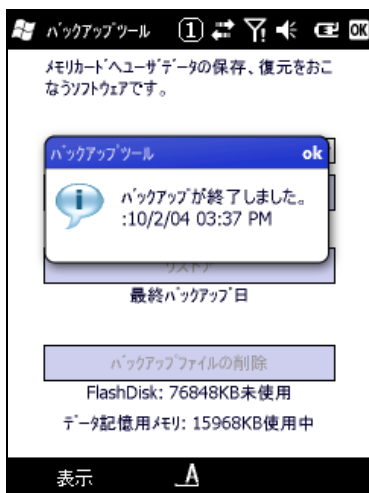 ﾊﾞｯｸｱｯﾌﾟﾂｰﾙ 1 OK
ﾒﾓﾘｶｰﾄﾞへﾕｰｻﾞﾃﾞｰﾀの保存、復元をおこ
なうｿﾌﾄｳｪｱです。
ﾊﾞｯｸｱｯﾌﾟﾂｰﾙ ok
ﾊﾞｯｸｱｯﾌﾟが終了しました。
:10/2/04 03:37 PM
ﾘｽﾄｱ
最終ﾊﾞｯｸｱｯﾌﾟ日
ﾊﾞｯｸｱｯﾌﾟﾌｧｲﾙの削除
FlashDisk: 76848KB未使用
ﾃﾞｰﾀ記憶用ﾒﾓﾘ: 15968KB使用中
表示 A